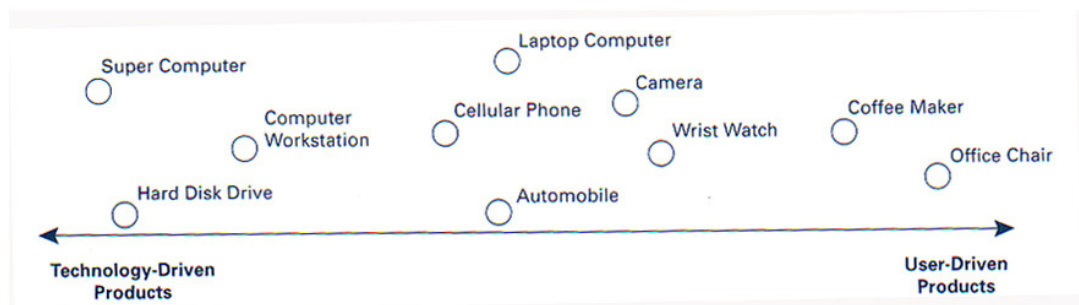 Laptop Computer
Super Computer
Camera
Cellular Phone
Coffee Maker
Computer
Workstation
Wrist Watch
Office Chair
Hard Disk Drive
Automobile
Technology-Driven
Products
User-Driven
Products